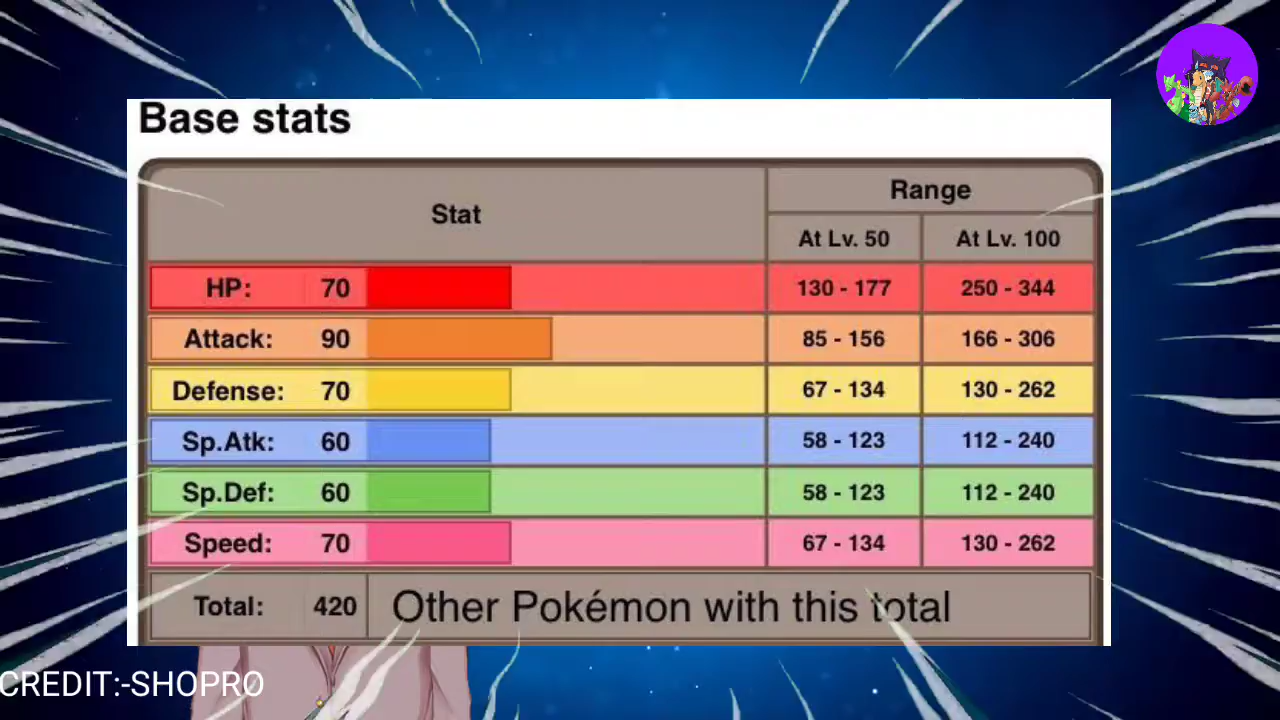 Base stats
Stat
Range
At Lv. 50
At Lv. 100
HP: 70 130 - 177 250 - 344
Attack: 90 85 - 156 166 - 306
Defense: 70 67 - 134 130 - 262
Sp.Atk: 60 58 - 123 112 - 240
Sp.Def: 60 58 - 123 112 - 240
Speed: 70 67 - 134 130 - 262
Total: 420 Other Pokémon with this total
CREDIT:-SHOPRO